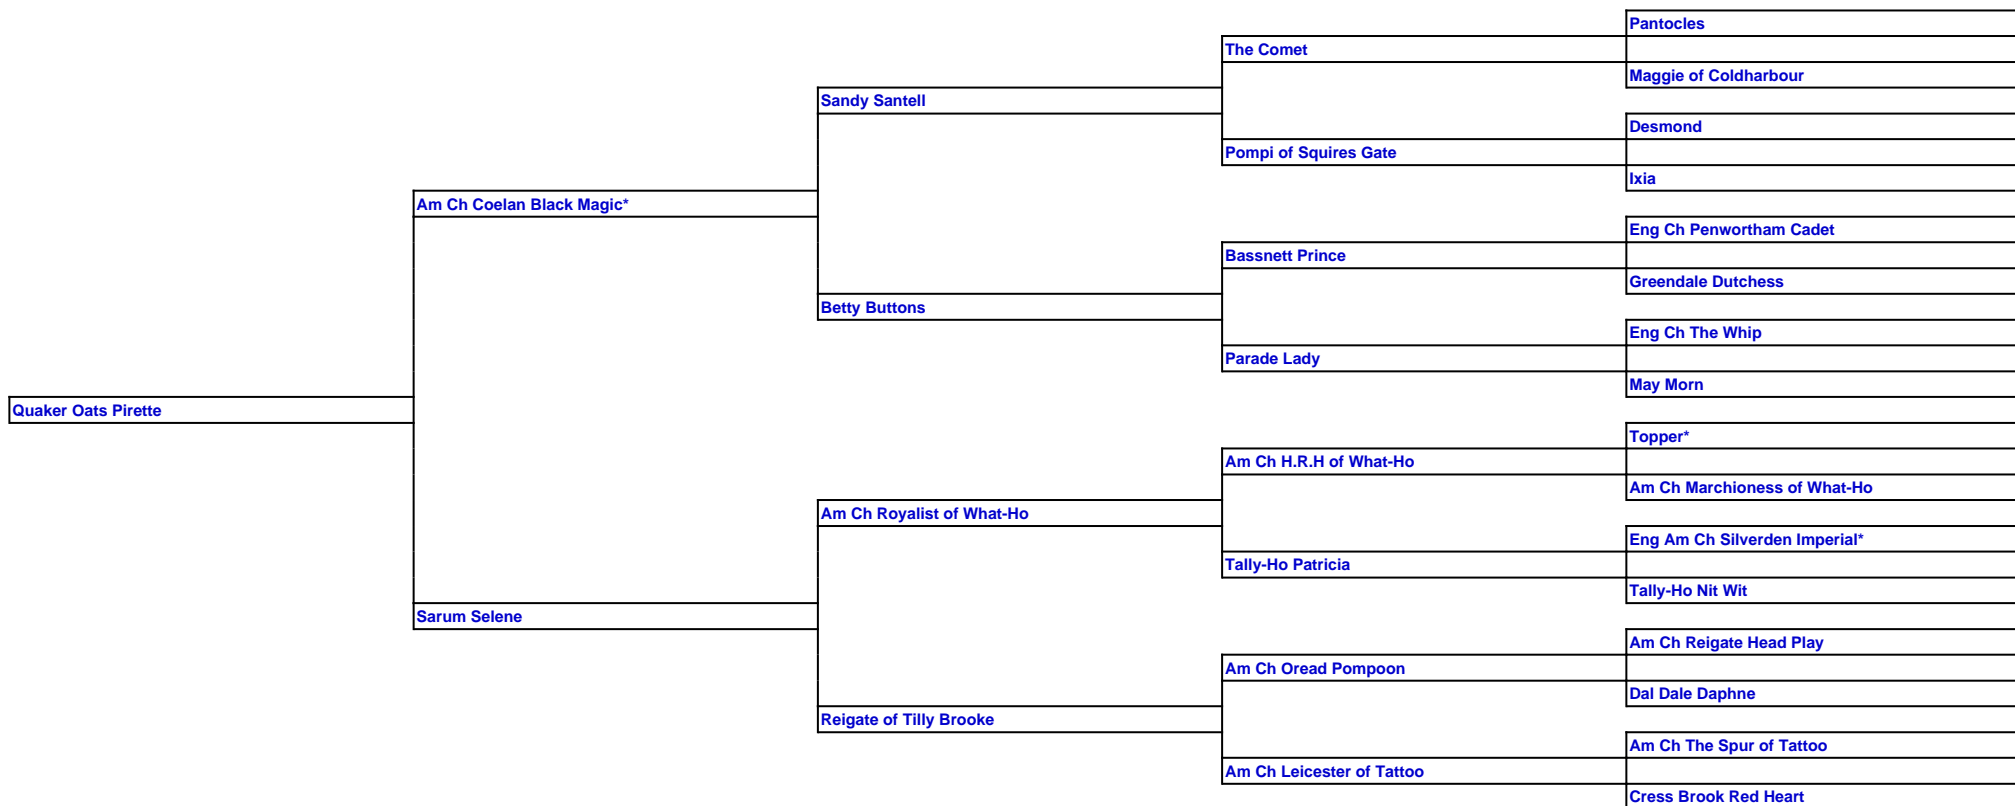 Pantocles
The Comet
Maggie of Coldharbour
Sandy Santell
Desmond
Pompi of Squires Gate
Ixia
Am Ch Coelan Black Magic*
Eng Ch Penwortham Cadet
Bassnett Prince
Greendale Dutchess
Betty Buttons
Eng Ch The Whip
Parade Lady
May Morn
Quaker Oats Pirette
Topper*
Am Ch H.R.H of What-Ho
Am Ch Marchioness of What-Ho
Am Ch Royalist of What-Ho
Eng Am Ch Silverden Imperial*
Tally-Ho Patricia
Tally-Ho Nit Wit
Sarum Selene
Am Ch Reigate Head Play
Am Ch Oread Pompoon
Dal Dale Daphne
Reigate of Tilly Brooke
Am Ch The Spur of Tattoo
Am Ch Leicester of Tattoo
Cress Brook Red Heart